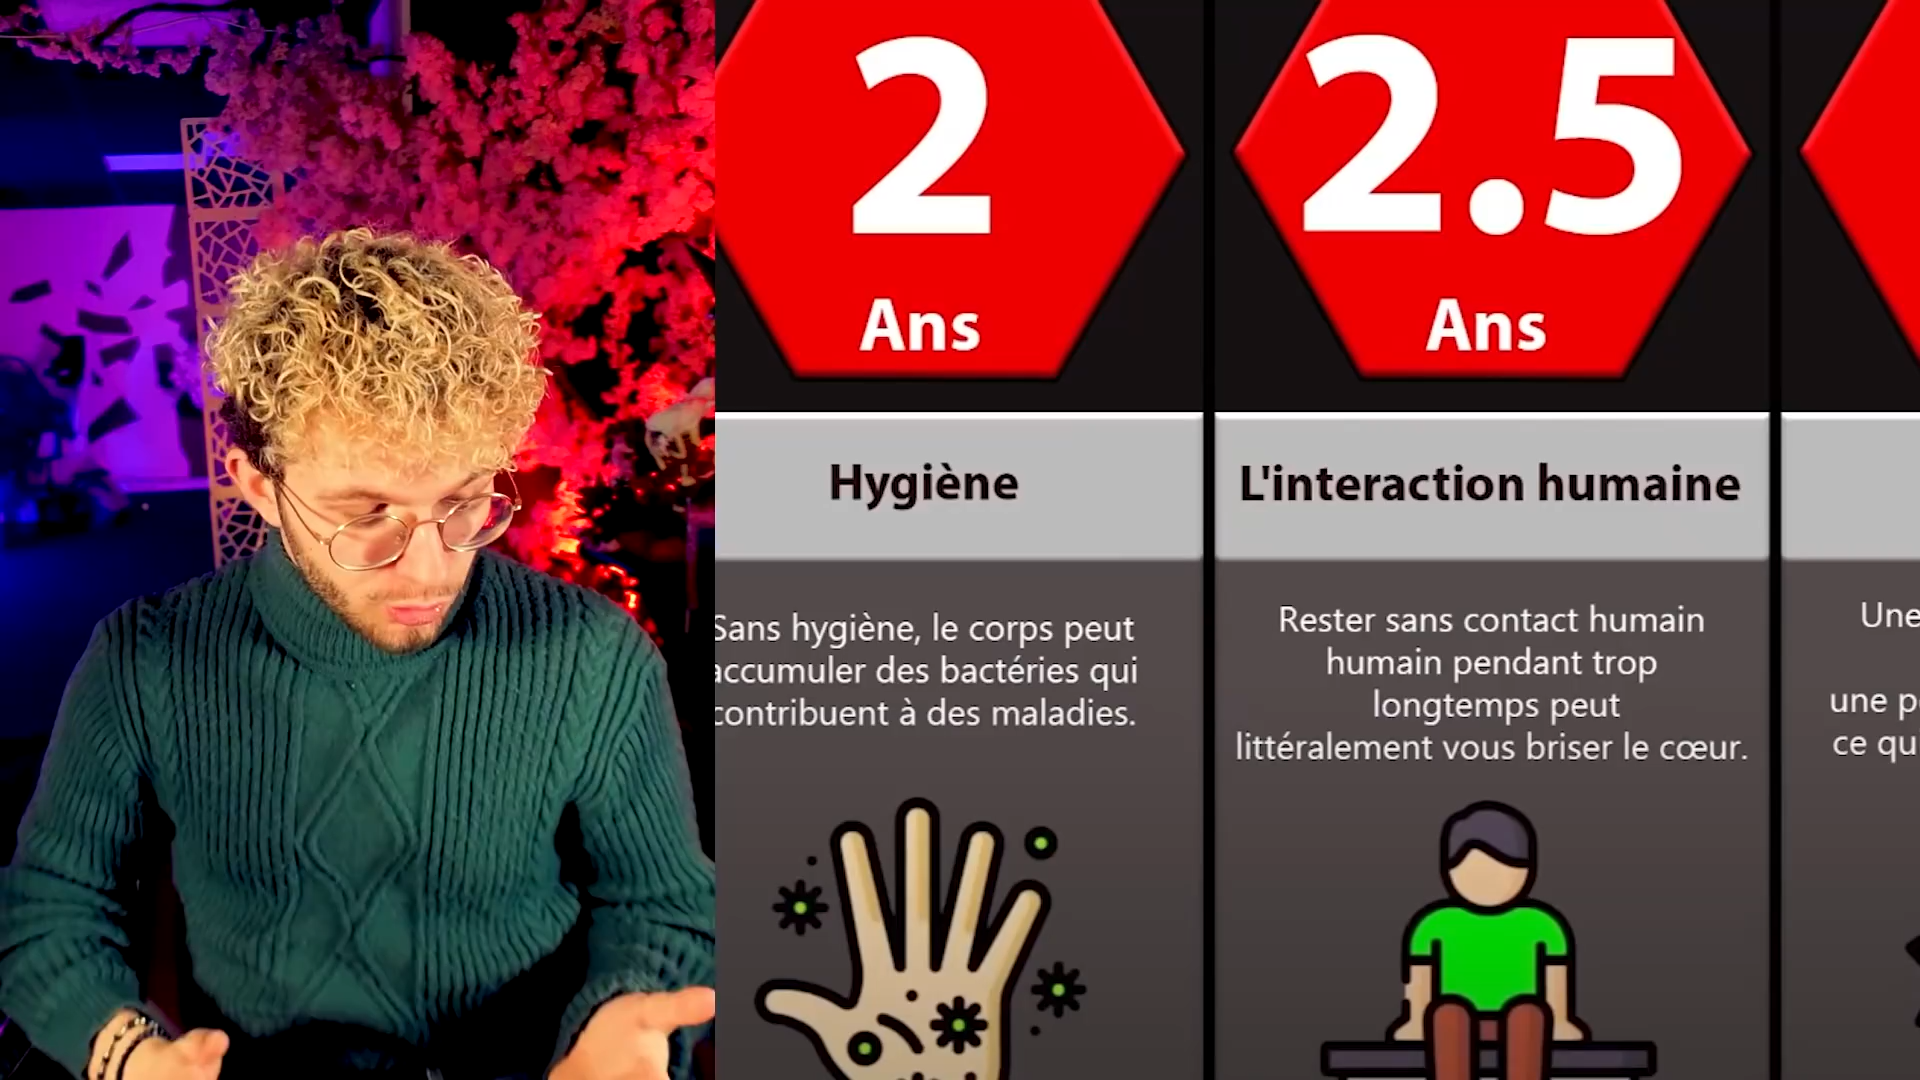 2
Ans
Hygiène
Sans hygiène, le corps peut
accumuler des bactéries qui
contribuent à des maladies.
2.5
Ans
L'interaction humaine
Rester sans contact humain
humain pendant trop
longtemps peut
littéralement vous briser le cœur.
Une
une
ce qu